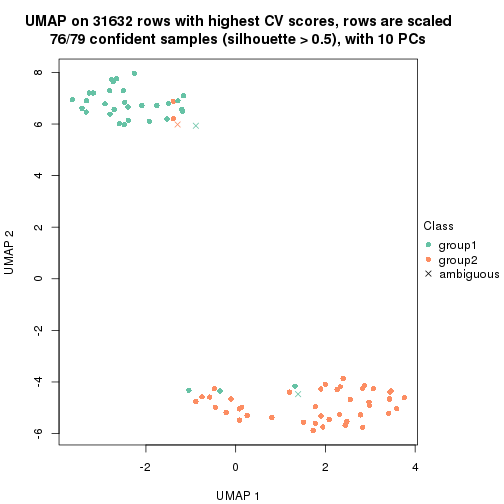 UMAP on 31632 rows with highest CV scores, rows are scaled
76/79 confident samples (silhouette > 0.5), with 10 PCs
8
6
4
2
0
-2
-4
-6
UMAP 2
-2
0
2
4
UMAP 1
Class
group1
group2
ambiguous